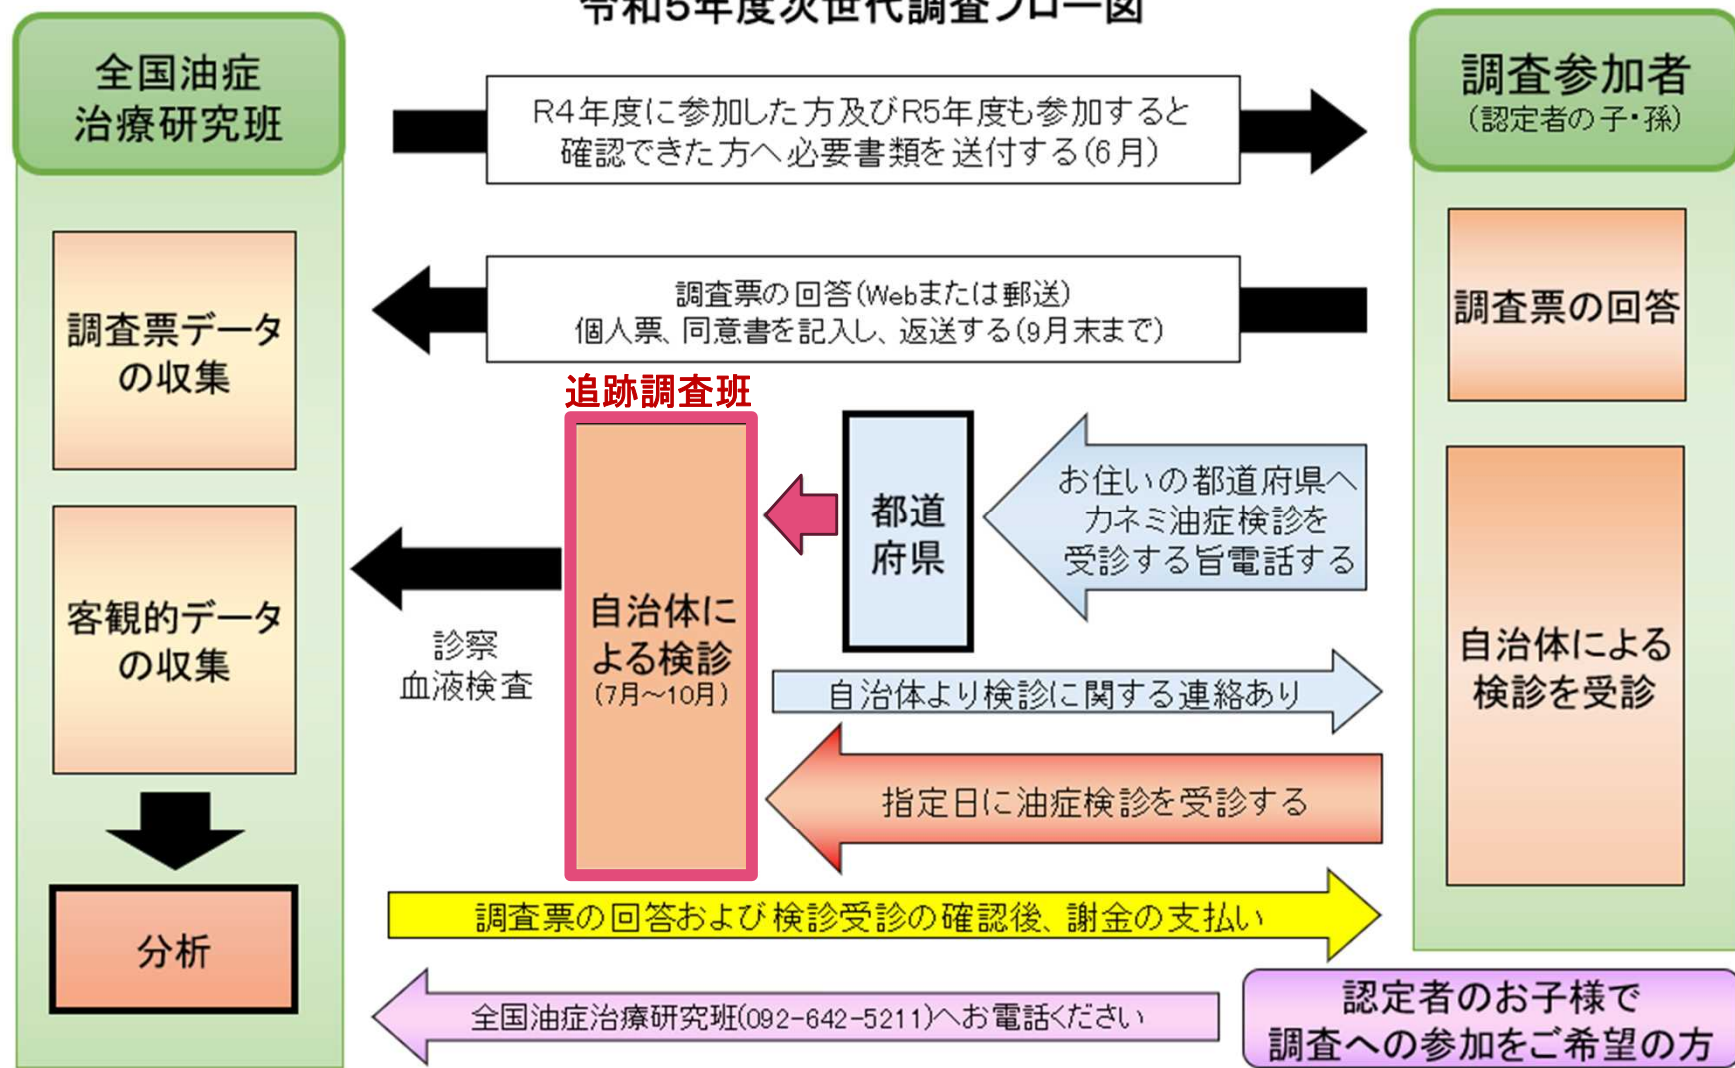 令和5年度次世代調査フロー図
全国油症
治療研究班
調査参加者
(認定者の子・孫)
R4年度に参加した方及びR5年度も参加すると
確認できた方へ必要書類を送付する(6月)
調査票データ
の収集
調査票の回答(Webまたは郵送)
個人票、同意書を記入し、返送する(9月末まで)
調査票の回答
追跡調査班
都道
府県
お住いの都道府県へ
カネミ油症検診を
受診する旨電話する
客観的データ
の収集
診察
血液検査
自治体に
よる検診
(7月～10月)
自治体より検診に関する連絡あり
自治体による
検診を受診
指定日に油症検診を受診する
分析
調査票の回答および検診受診の確認後、謝金の支払い
全国油症治療研究班(092-642-5211)へお電話ください
認定者のお子様で
調査への参加をご希望の方